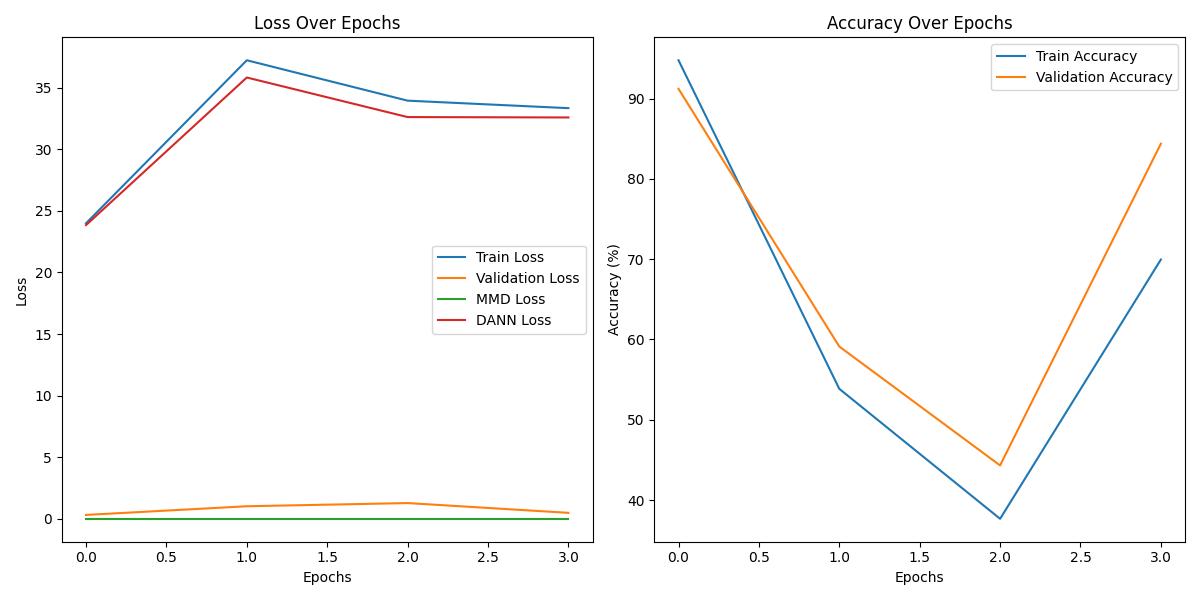 Loss Over Epochs
35
30
25
20
15
10
5
0
Loss
Train Loss
Validation Loss
MMD Loss
DANN Loss
0.0 0.5 1.0 1.5 2.0 2.5 3.0
Epochs
Accuracy Over Epochs
Train Accuracy
Validation Accuracy
90
80
70
60
50
40
Accuracy (%)
0.0 0.5 1.0 1.5 2.0 2.5 3.0
Epochs